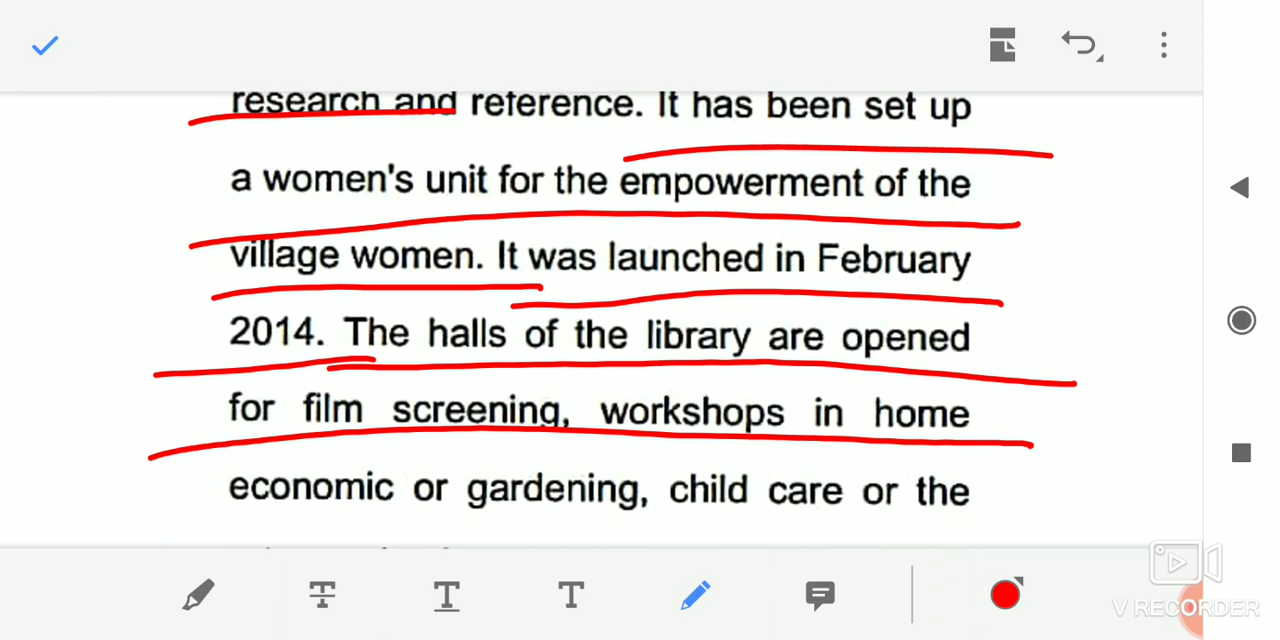 research and reference. It has been set up
a women's unit for the empowerment of the
village women. It was launched in February
2014. The halls of the library are opened
for film screening, workshops in home
economic or gardening, child care or the
V RECORDER